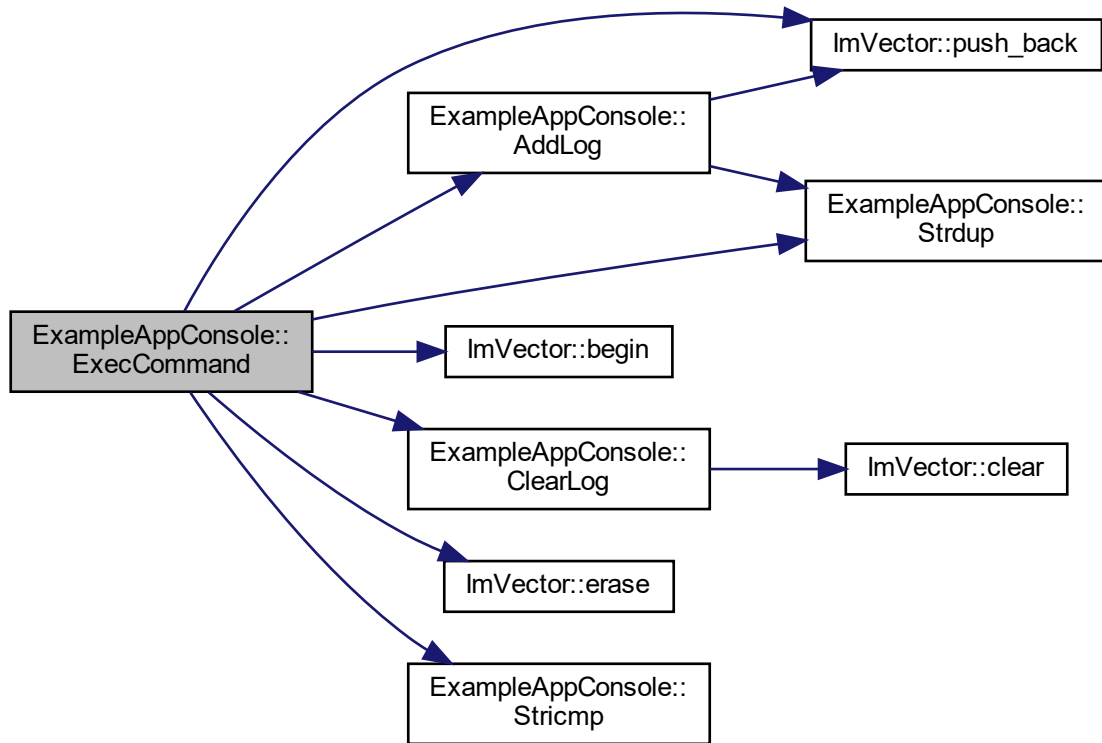 ImVector::push_back
ExampleAppConsole::
AddLog
ExampleAppConsole::
Strdup
ExampleAppConsole::
ExecCommand
ImVector::begin
ExampleAppConsole::
ClearLog
ImVector::clear
ImVector::erase
ExampleAppConsole::
Stricmp